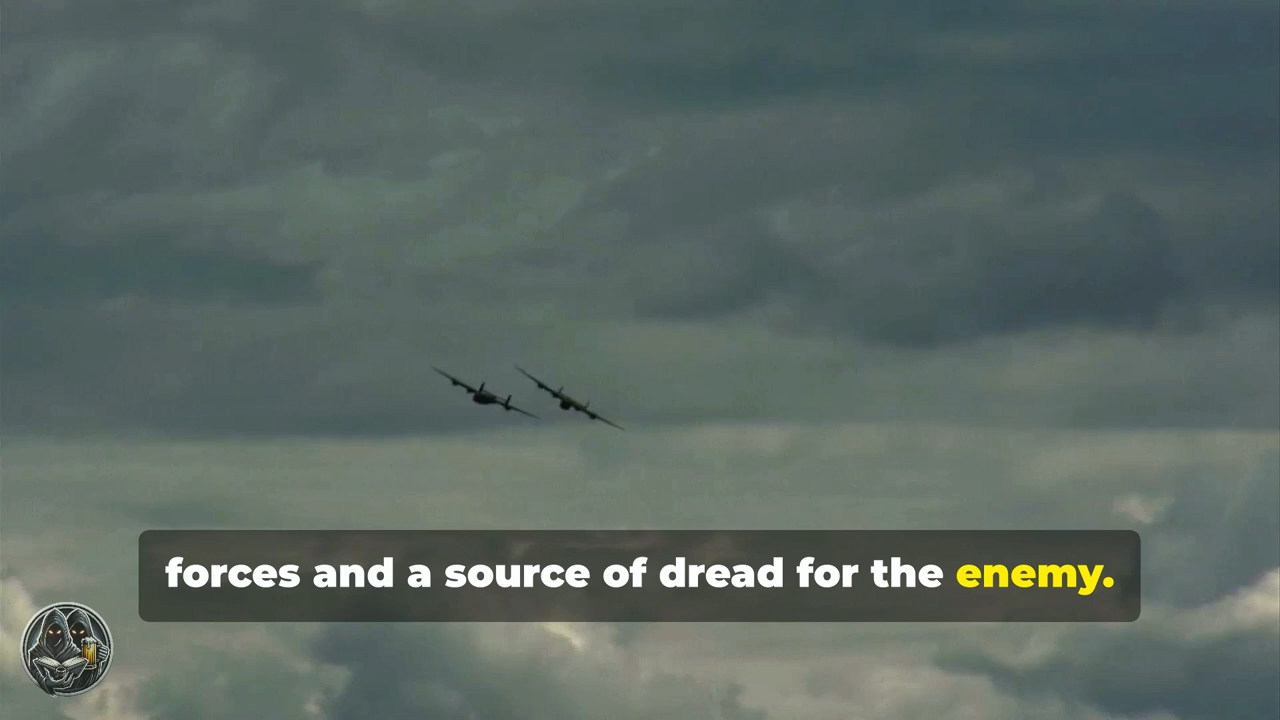 forces and a source of dread for the enemy.